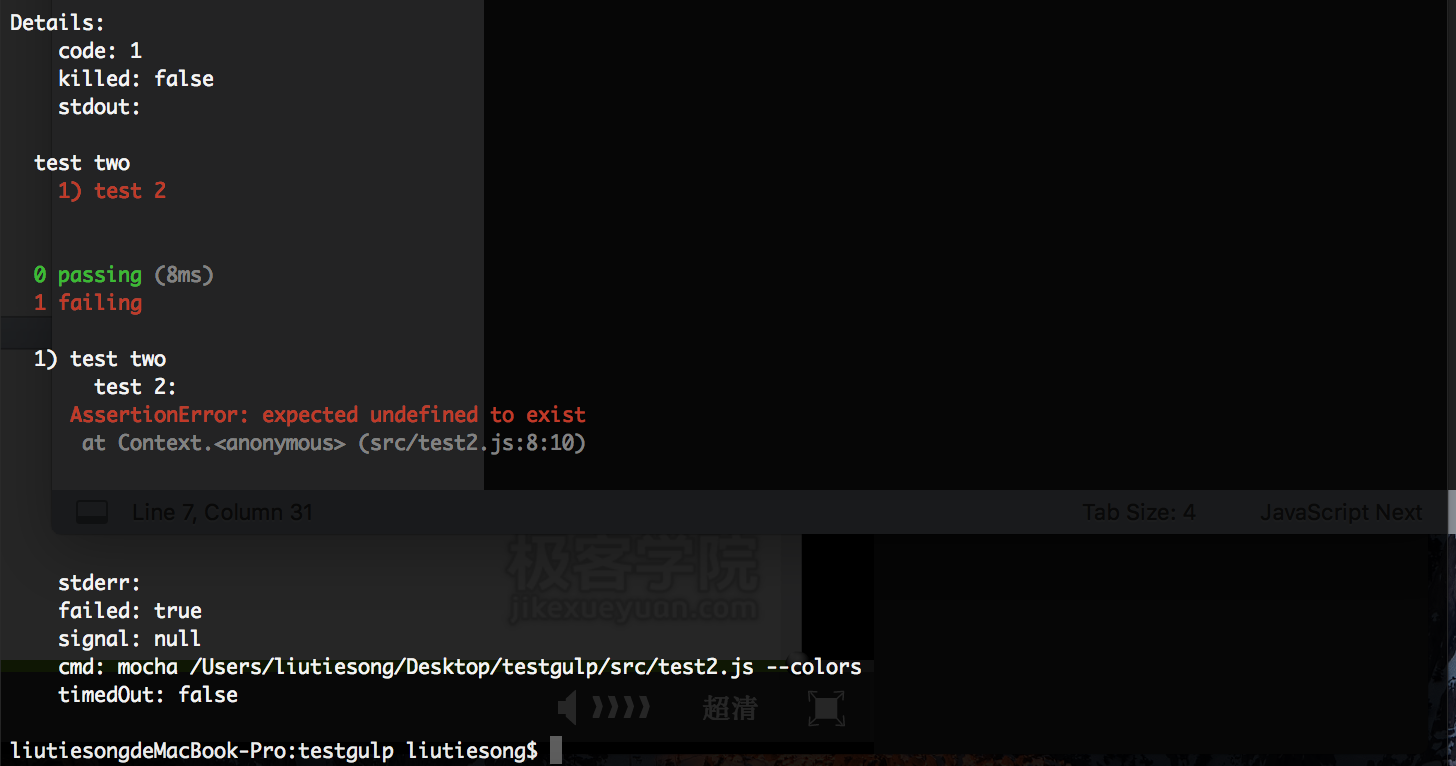 Details:
code: 1
killed: false
stdout:
test two
1) test 2
0 passing (8ms)
1 failing
1) test two
test 2:
AssertionError: expected undefined to exist
at Context.<anonymous> (src/test2.js:8:10)
Line 7, Column 31
Tab Size: 4
JavaScript Next
极客学院
jikexueyuan.com
stderr:
failed: true
signal: null
cmd: mocha /Users/liutiesong/Desktop/testgulp/src/test2.js --colors
timedOut: false
超清
liutiesongdeMacBook-Pro:testgulp liutiesong$